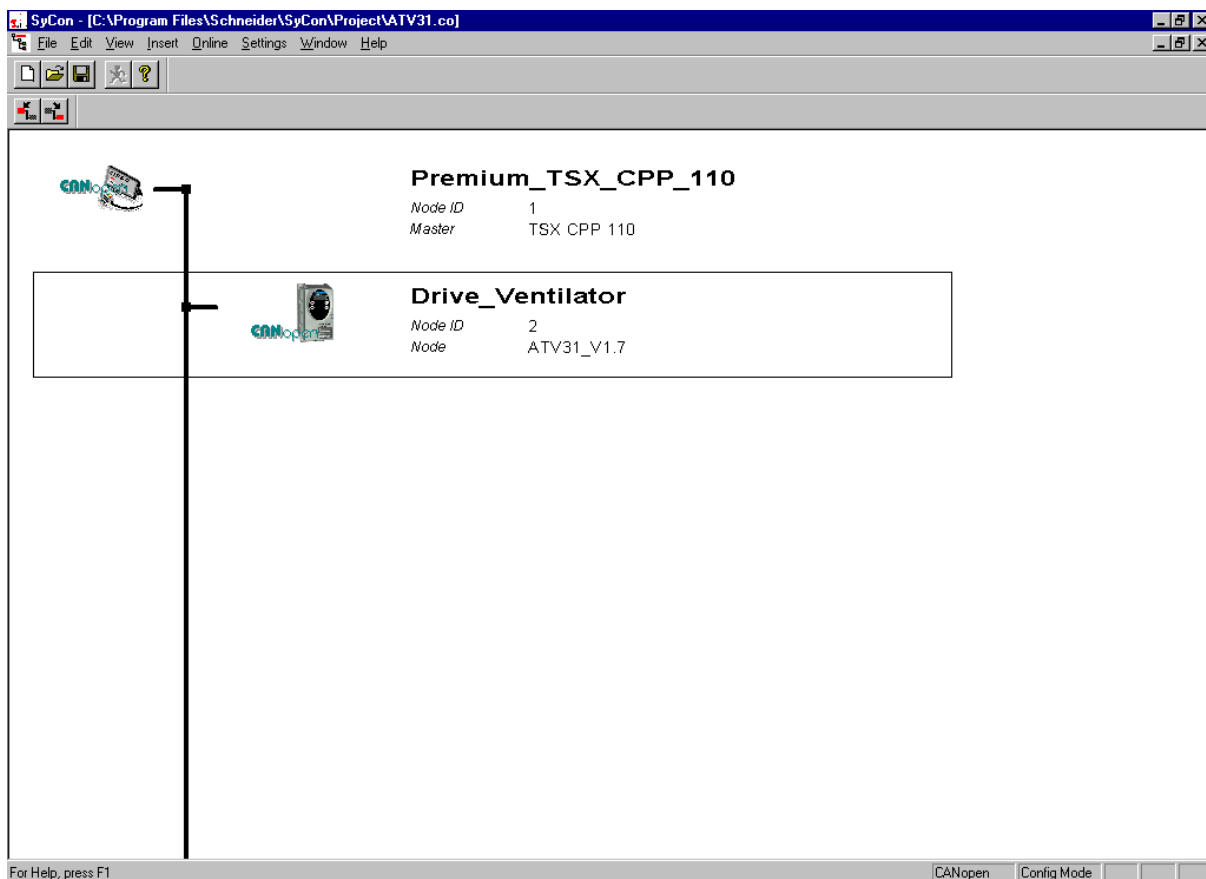 SyCon - [C:\Program Files\Schneider\SyCon\Project\ATV31.co]
File Edit View Insert Online Settings Window Help
CANopen
Premium_TSX_CPP_110
Node ID 1
Master TSX CPP 110
CANopen
Drive_Ventilator
Node ID 2
Node ATV31_V1.7
For Help, press F1 CANopen Config Mode